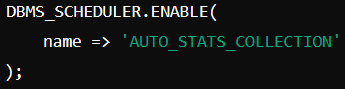 DBMS_SCHEDULER.ENABLE(
    name => 'AUTO_STATS_COLLECTION'
);